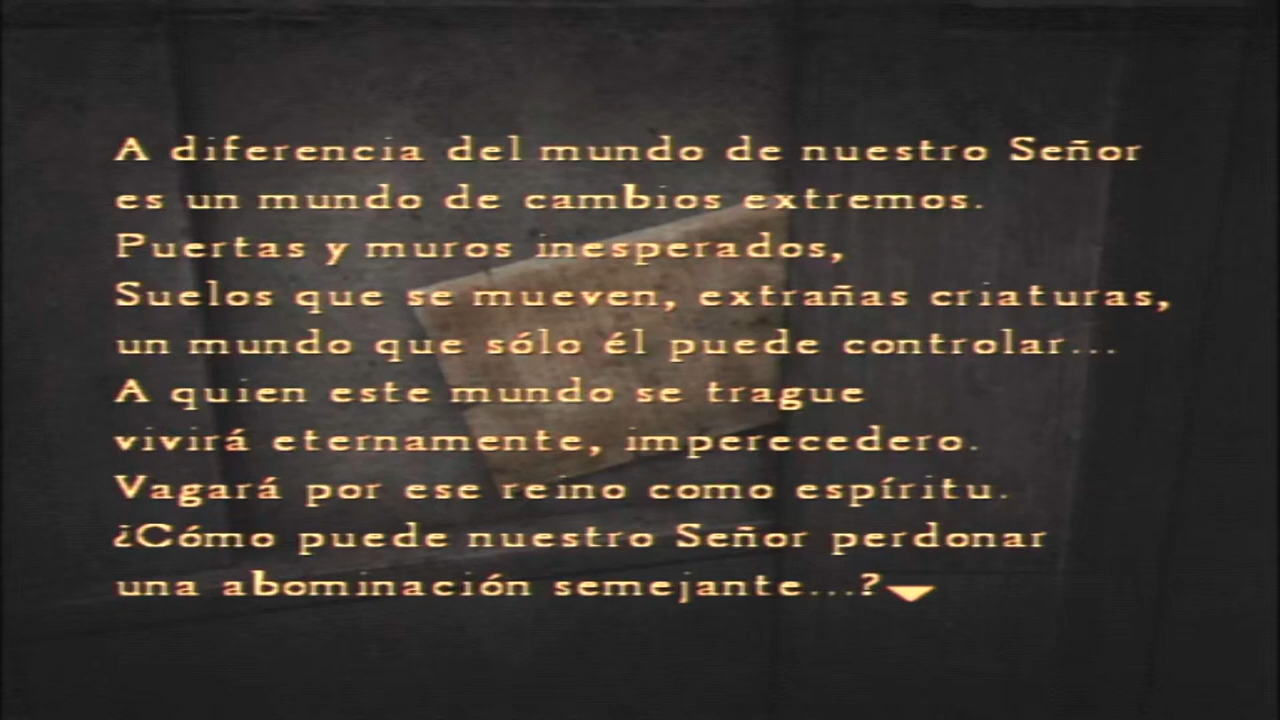 A diferencia del mundo de nuestro Señor
es un mundo de cambios extremos.
Puertas y muros inesperados,
Suelos que se mueven, extrañas criaturas,
un mundo que sólo él puede controlar...
A quien este mundo se trague
vivirá eternamente, imperecedero.
Vagará por ese reino como espíritu.
¿Cómo puede nuestro Señor perdonar
una abominación semejante...?